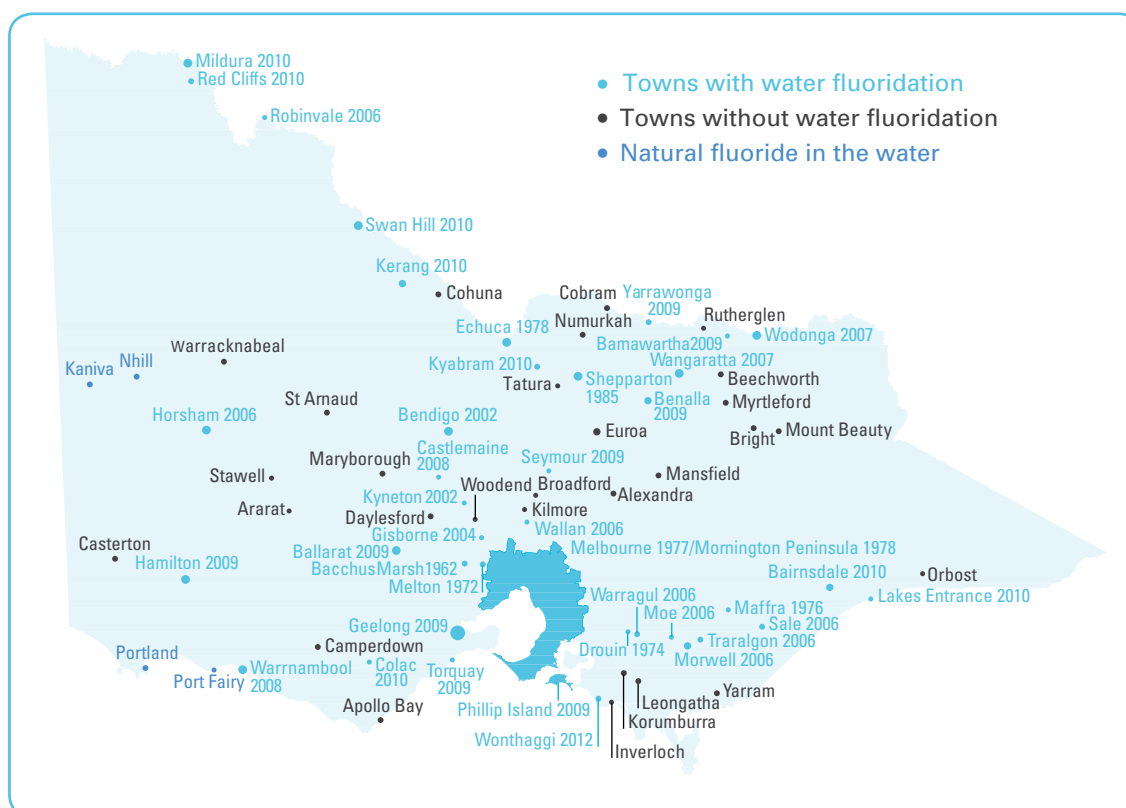 Mildura 2010
Red Cliffs 2010
Towns with water fluoridation
Robinvale 2006
Towns without water fluoridation
Natural fluoride in the water
Swan Hill 2010
Kerang 2010
Cohuna
Cobram
Yarrawonga
2009
Rutherglen
Echuca 1978
Numurkah
Wodonga 2007
Barnawartha2009
Warracknabeal
Nhill
Kaniva
Kyabram 2010
Wangaratta 2007
Tatura
Shepparton
1985
Beechworth
Benalla
2009
Myrtleford
St Arnaud
Horsham 2006
Bendigo 2002
Euroa
Bright
Mount Beauty
Castlemaine
2008
Maryborough
Seymour 2009
Stawell
Woodend
Broadford
Mansfield
Alexandra
Kyneton 2002
Ararat
Daylesford
Kilmore
Gisborne 2004
Wallan 2006
Casterton
Hamilton 2009
Ballarat 2009
Melbourne 1977/Mornington Peninsula 1978
Bacchus Marsh1962
Melton 1972
Bairnsdale 2010
Orbost
Lakes Entrance 2010
Warragul 2006
Moe 2006
Maffra 1976
Sale 2006
Geelong 2009
Drouin 1974
Traralgon 2006
Morwell 2006
Camperdown
Portland
Port Fairy
Warrnambool
2008
Colac
2010
Torquay
2009
Apollo Bay
Phillip Island 2009
Leongatha
Yarram
Korumburra
Wonthaggi 2012
Inverloch